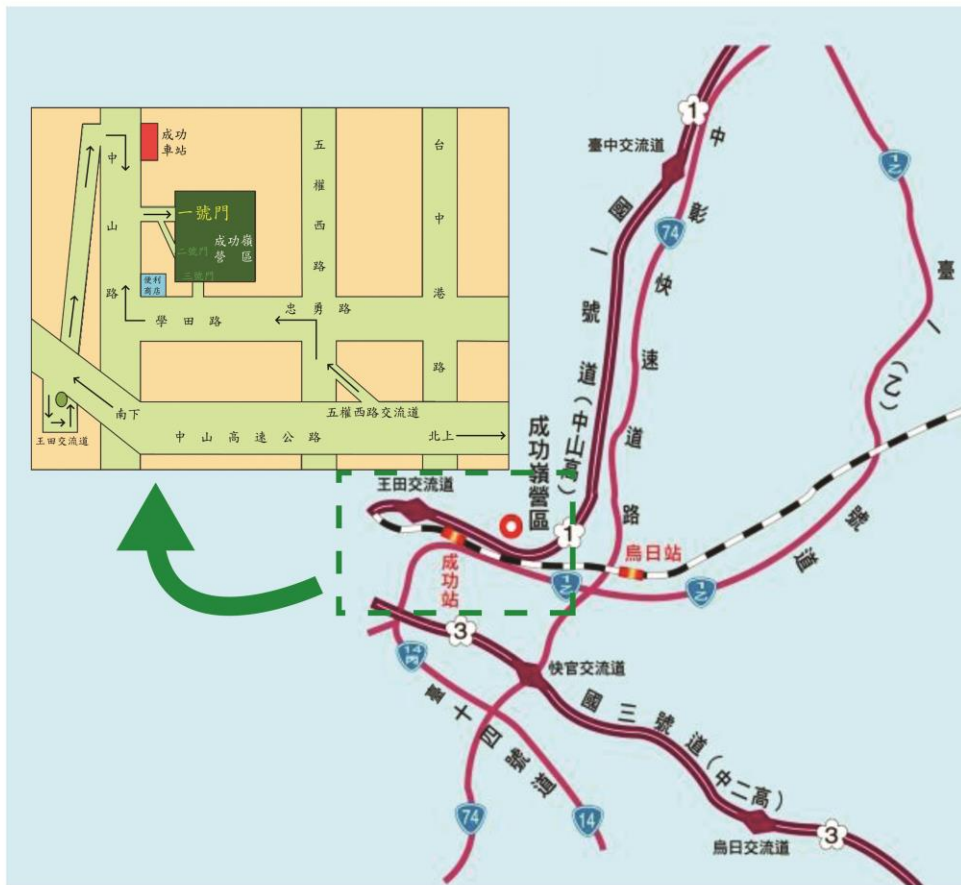 成功
車站
中山路
五權西路
台中港路
一號門
成功嶺
營區
二號門
三號門
便利
商店
學田路
忠勇路
南下
王田交流道
五權西路交流道
中山高速公路
北上
1
臺中交流道
中彰快速道路
74
1乙
國一號道(中山高)
臺一(乙)號道
成功嶺營區
王田交流道
1
烏日站
成功站
1乙
1乙
3
14丙
快官交流道
國三號道(中二高)
臺十四號道
74
14
3
烏日交流道